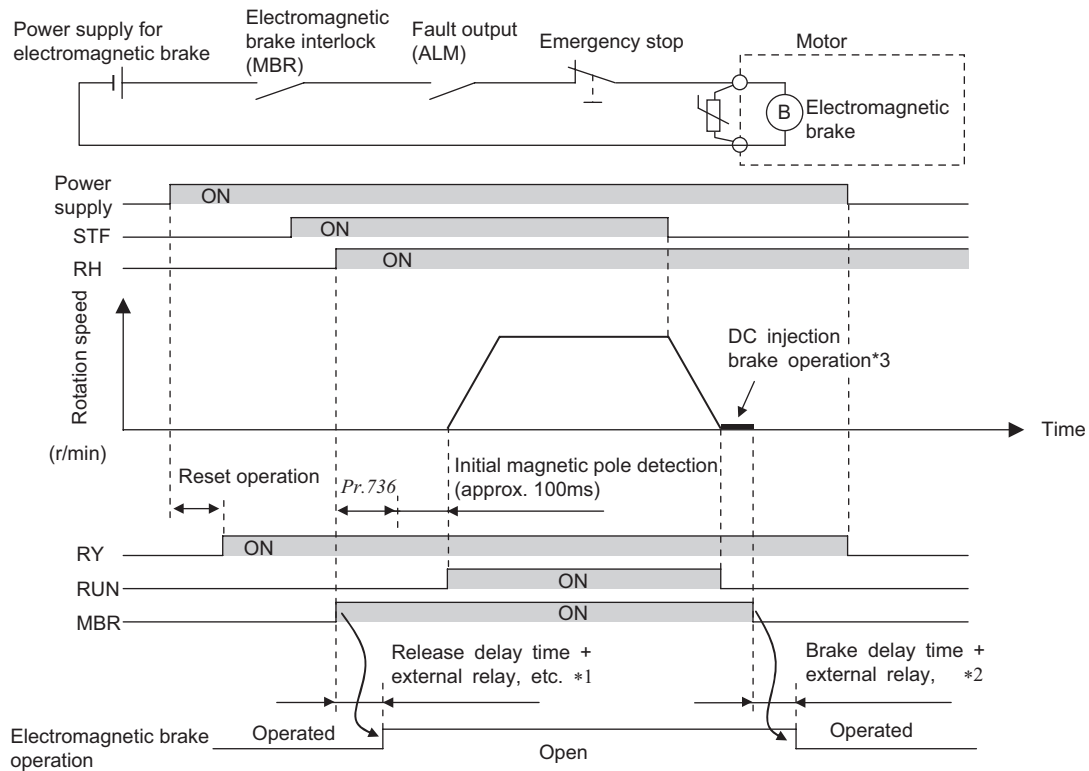 Power supply for
electromagnetic brake
Electromagnetic
brake interlock
(MBR)
Fault output
(ALM)
Emergency stop
Motor
B
Electromagnetic
brake
Power
supply
ON
STF
ON
RH
ON
Rotation speed
(r/min)
DC injection
brake operation*3
Time
Reset operation
Pr.736
Initial magnetic pole detection
(approx. 100ms)
RY
ON
RUN
ON
MBR
ON
Release delay time +
external relay, etc. *1
Brake delay time +
external relay, *2
Electromagnetic brake
operation
Operated
Open
Operated